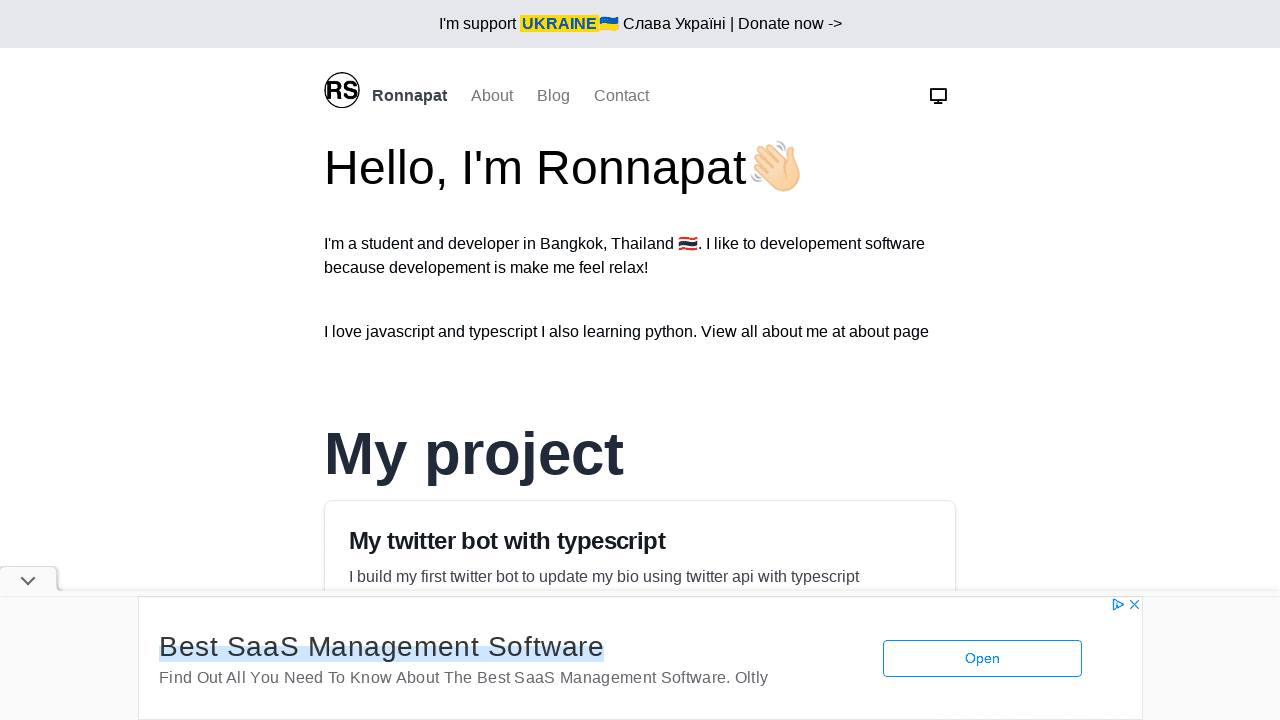 I'm support UKRAINE🇺🇦 Слава Україні | Donate now ->
RS Ronnapat About Blog Contact
Hello, I'm Ronnapat👋🏻
I'm a student and developer in Bangkok, Thailand 🇹🇭. I like to developement software
because developement is make me feel relax!
I love javascript and typescript I also learning python. View all about me at about page
My project
My twitter bot with typescript
I build my first twitter bot to update my bio using twitter api with typescript
Best SaaS Management Software
Find Out All You Need To Know About The Best SaaS Management Software. Oltly
Open